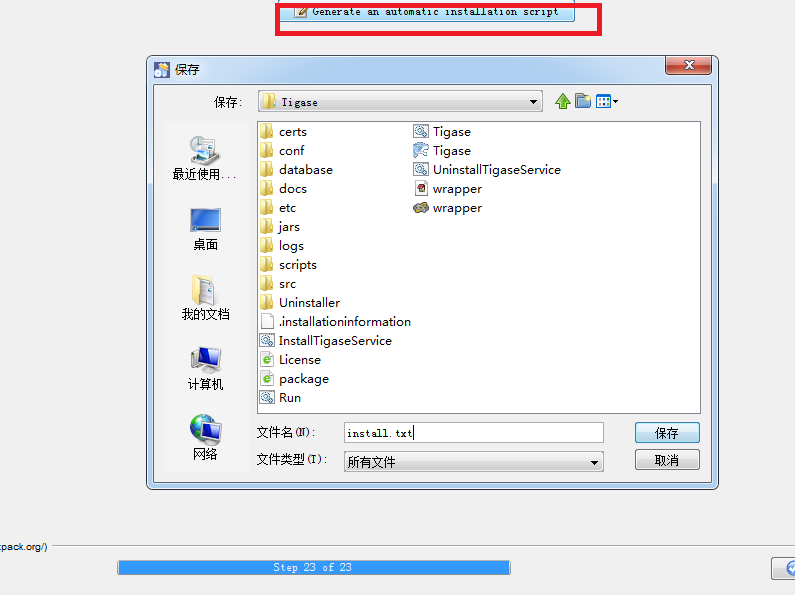 Generate an automatic installation script
保存
保存:
Tigase
最近使用...
桌面
我的文档
计算机
网络
certs
conf
database
docs
etc
jars
logs
scripts
src
Uninstaller
.installationinformation
InstallTigaseService
License
package
Run
Tigase
Tigase
UninstallTigaseService
wrapper
wrapper
文件名(N):
install.txt
保存
文件类型(T):
所有文件
取消
pack.org/)
Step 23 of 23